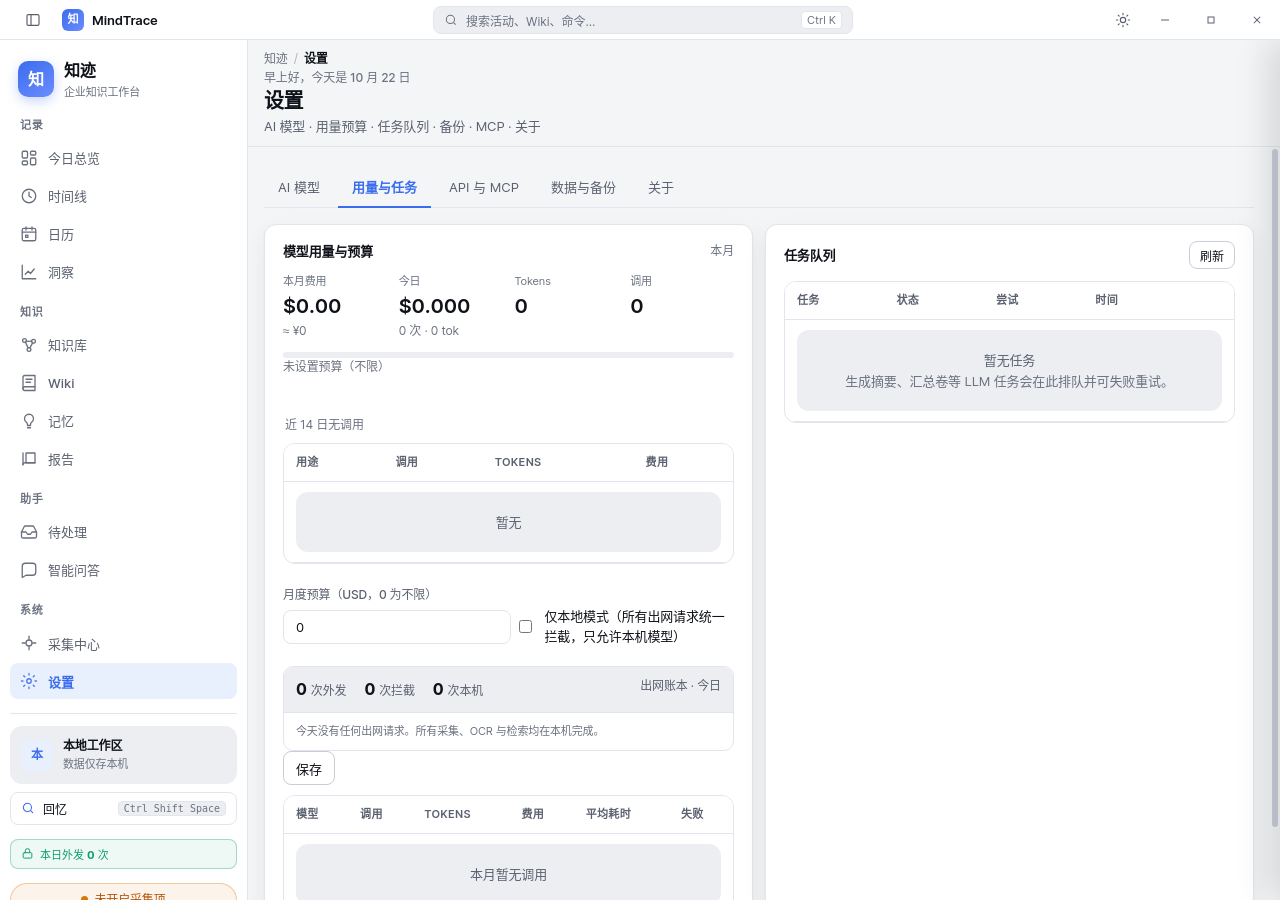 知 MindTrace
搜索活动、Wiki、命令... Ctrl K
知 知迹
企业知识工作台
记录
今日总览
时间线
日历
洞察
知识
知识库
Wiki
记忆
报告
助手
待处理
智能问答
系统
采集中心
设置
本 本地工作区
数据仅存本机
回忆 Ctrl Shift Space
本日外发 0 次
知迹 / 设置
早上好，今天是 10 月 22 日
设置
AI 模型 · 用量预算 · 任务队列 · 备份 · MCP · 关于
AI 模型 用量与任务 API 与 MCP 数据与备份 关于
模型用量与预算 本月
本月费用 今日 Tokens 调用
$0.00 $0.000 0 0
≈ ¥0 0 次 · 0 tok
未设置预算（不限）
近 14 日无调用
用途 调用 TOKENS 费用
暂无
月度预算（USD，0 为不限）
0
仅本地模式（所有出网请求统一
拦截，只允许本机模型）
0 次外发 0 次拦截 0 次本机 出网账本 · 今日
今天没有任何出网请求。所有采集、OCR 与检索均在本机完成。
保存
模型 调用 TOKENS 费用 平均耗时 失败
本月暂无调用
任务队列 刷新
任务 状态 尝试 时间
暂无任务
生成摘要、汇总卷等 LLM 任务会在此排队并可失败重试。